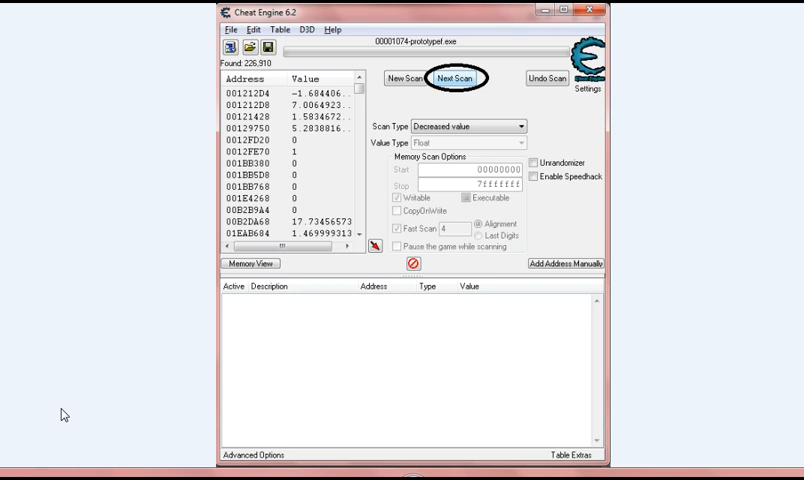 Cheat Engine 6.2
File Edit Table D3D Help
00001074-prototypef.exe
Found: 226,910
Settings
New Scan Next Scan Undo Scan
Address Value
001212D4 -1.684406..
001212D8 7.0064923..
00121428 1.5834672..
00129750 5.2838816..
0012FD20 0
0012FE70 1
001BB380 0
001BB5D8 0
001BB768 0
001E4268 0
00B2B9A4 0
00B2DA68 17.73456573
01EAB684 1.469999313
Scan Type Decreased value
Value Type Float
Memory Scan Options
Start 00000000
Stop 7fffffff
Writable Executable
CopyOnWrite
Fast Scan 4 Alignment
Last Digits
Pause the game while scanning
Unrandomizer
Enable Speedhack
Memory View Add Address Manually
Active Description Address Type Value
Advanced Options Table Extras